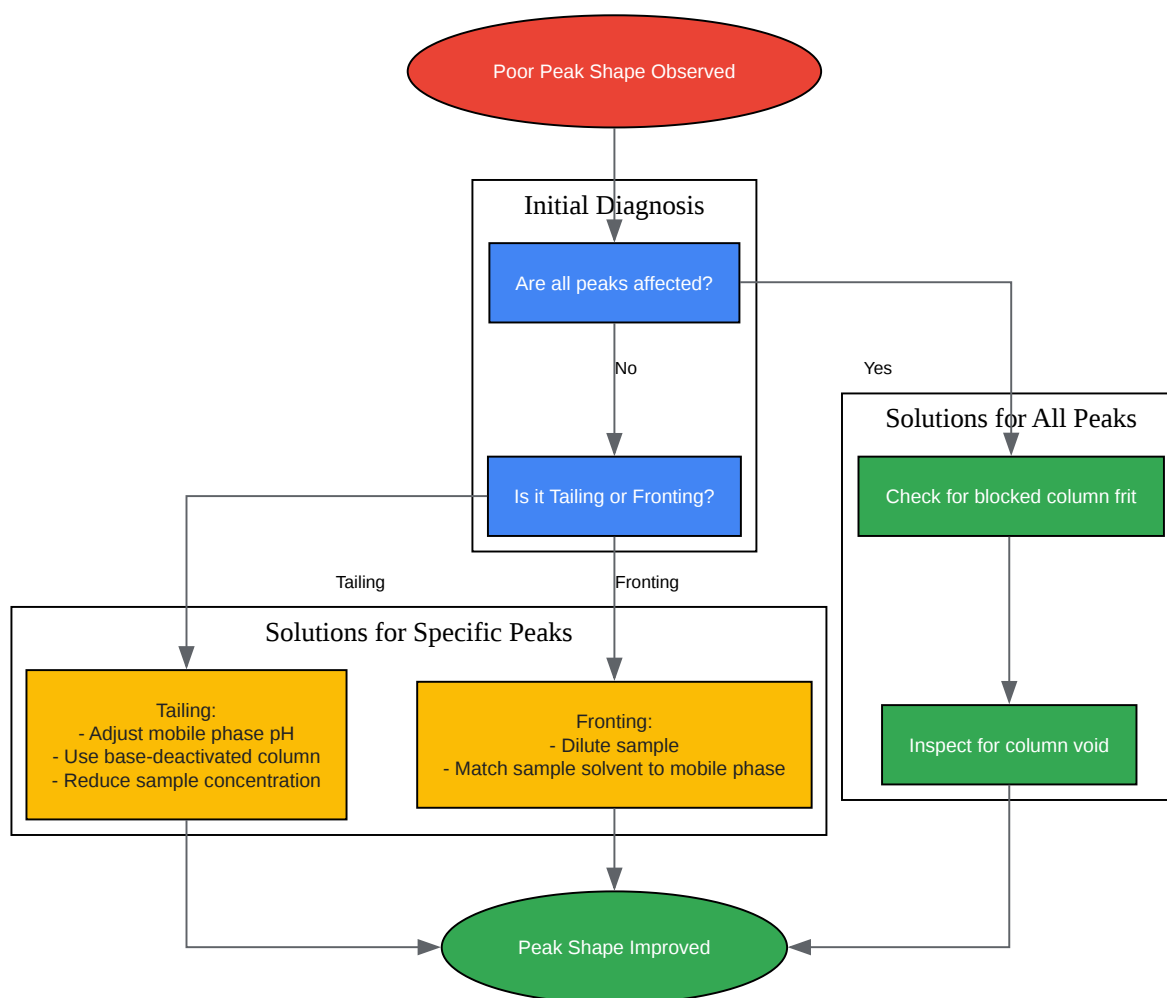 Poor Peak Shape Observed
Initial Diagnosis
Are all peaks affected?
No
Yes
Solutions for All Peaks
Is it Tailing or Fronting?
Check for blocked column frit
Tailing
Fronting
Solutions for Specific Peaks
Tailing:
- Adjust mobile phase pH
- Use base-deactivated column
- Reduce sample concentration
Fronting:
- Dilute sample
- Match sample solvent to mobile phase
Inspect for column void
Peak Shape Improved